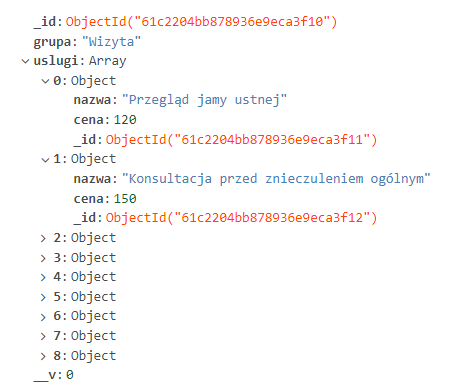 _id: ObjectId("61c2204bb878936e9eca3f10")
grupa: "Wizyta"
uslugi: Array
0: Object
nazwa: "Przegląd jamy ustnej"
cena: 120
_id: ObjectId("61c2204bb878936e9eca3f11")
1: Object
nazwa: "Konsultacja przed znieczuleniem ogólnym"
cena: 150
_id: ObjectId("61c2204bb878936e9eca3f12")
2: Object
3: Object
4: Object
5: Object
6: Object
7: Object
8: Object
__v: 0